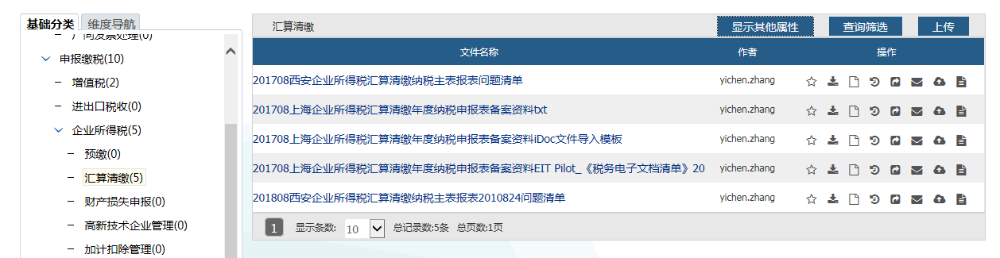 基础分类 维度导航
申报缴税(10)
增值税(2)
进出口税收(0)
企业所得税(5)
预缴(0)
汇算清缴(5)
财产损失申报(0)
高新技术企业管理(0)
加计扣除管理(0)
汇算清缴 显示其他属性 查询筛选 上传
文件名称 作者 操作
201708西安企业所得税汇算清缴纳税主表报表问题清单 yichen.zhang
201708上海企业所得税汇算清缴年度纳税申报表备案资料txt yichen.zhang
201708上海企业所得税汇算清缴年度纳税申报表备案资料iDoc文件导入模板 yichen.zhang
201708上海企业所得税汇算清缴年度纳税申报表备案资料EIT Pilot_《税务电子文档清单》20 yichen.zhang
201808西安企业所得税汇算清缴纳税主表报表2010824问题清单 yichen.zhang
1 显示条数: 10 总记录数:5条 总页数:1页